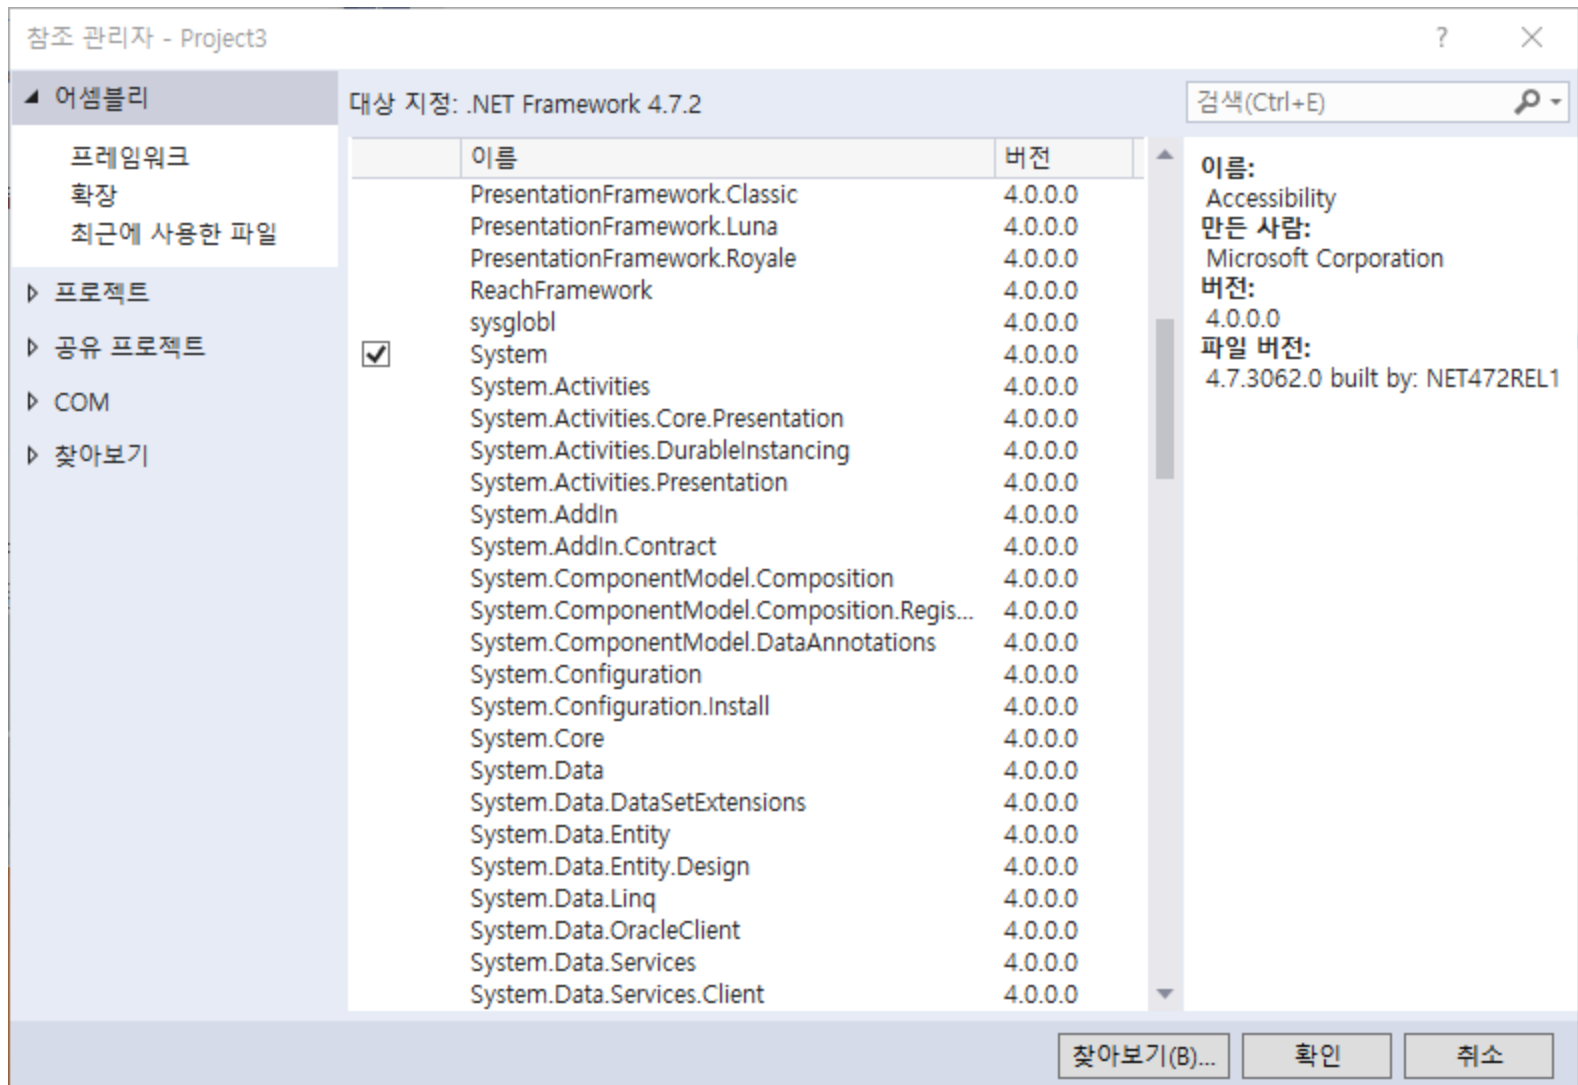 참조 관리자 - Project3
?
어셈블리
프레임워크
확장
최근에 사용한 파일
프로젝트
공유 프로젝트
COM
찾아보기
대상 지정: .NET Framework 4.7.2
검색(Ctrl+E)
이름 버전
PresentationFramework.Classic 4.0.0.0
PresentationFramework.Luna 4.0.0.0
PresentationFramework.Royale 4.0.0.0
ReachFramework 4.0.0.0
sysglobl 4.0.0.0
System 4.0.0.0
System.Activities 4.0.0.0
System.Activities.Core.Presentation 4.0.0.0
System.Activities.DurableInstancing 4.0.0.0
System.Activities.Presentation 4.0.0.0
System.AddIn 4.0.0.0
System.AddIn.Contract 4.0.0.0
System.ComponentModel.Composition 4.0.0.0
System.ComponentModel.Composition.Regis... 4.0.0.0
System.ComponentModel.DataAnnotations 4.0.0.0
System.Configuration 4.0.0.0
System.Configuration.Install 4.0.0.0
System.Core 4.0.0.0
System.Data 4.0.0.0
System.Data.DataSetExtensions 4.0.0.0
System.Data.Entity 4.0.0.0
System.Data.Entity.Design 4.0.0.0
System.Data.Linq 4.0.0.0
System.Data.OracleClient 4.0.0.0
System.Data.Services 4.0.0.0
System.Data.Services.Client 4.0.0.0
이름:
Accessibility
만든 사람:
Microsoft Corporation
버전:
4.0.0.0
파일 버전:
4.7.3062.0 built by: NET472REL1
찾아보기(B)... 확인 취소